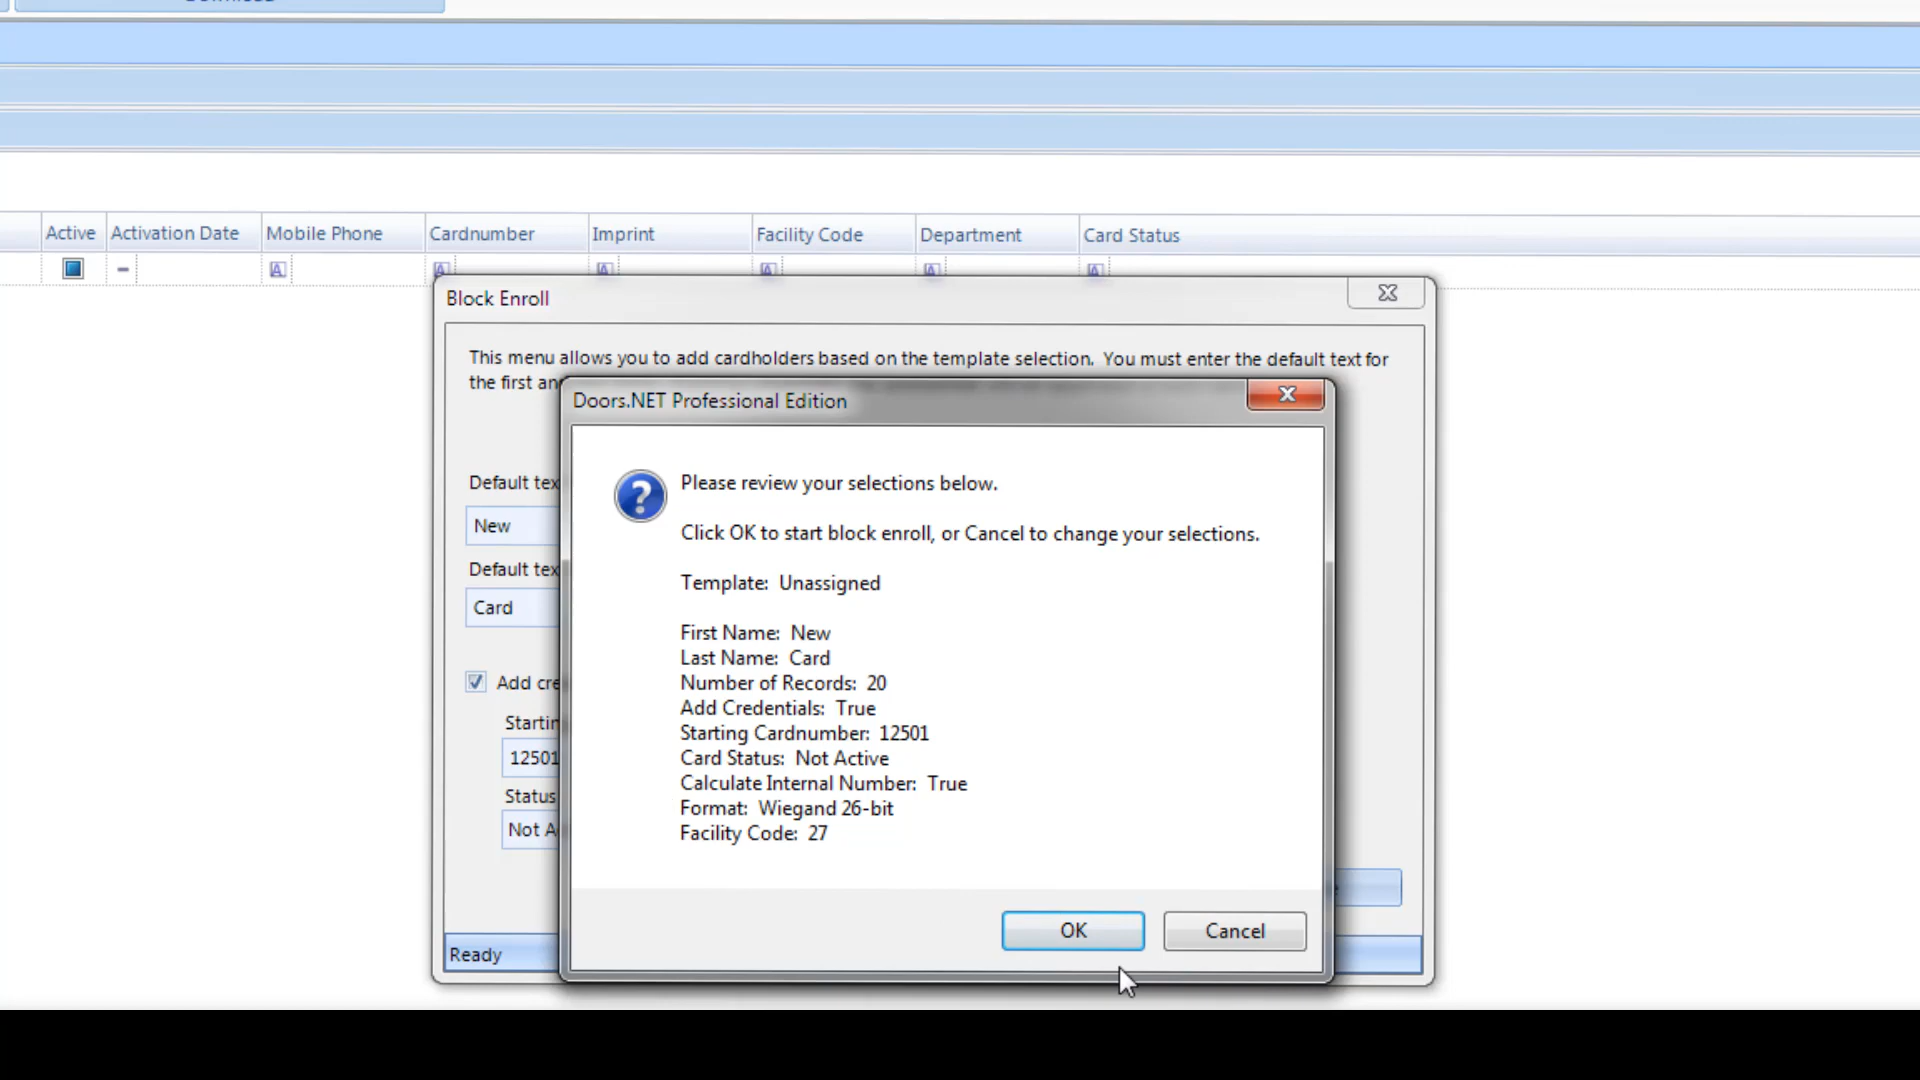 Active Activation Date Mobile Phone Cardnumber Imprint Facility Code Department Card Status
A A A A A A
Block Enroll
This menu allows you to add cardholders based on the template selection. You must enter the default text for
the first
Doors.NET Professional Edition
Please review your selections below.
Click OK to start block enroll, or Cancel to change your selections.
Template: Unassigned
First Name: New
Last Name: Card
Number of Records: 20
Add Credentials: True
Starting Cardnumber: 12501
Card Status: Not Active
Calculate Internal Number: True
Format: Wiegand 26-bit
Facility Code: 27
OK Cancel
Default
New
Default
Card
Add
12501
Status
Not
Ready